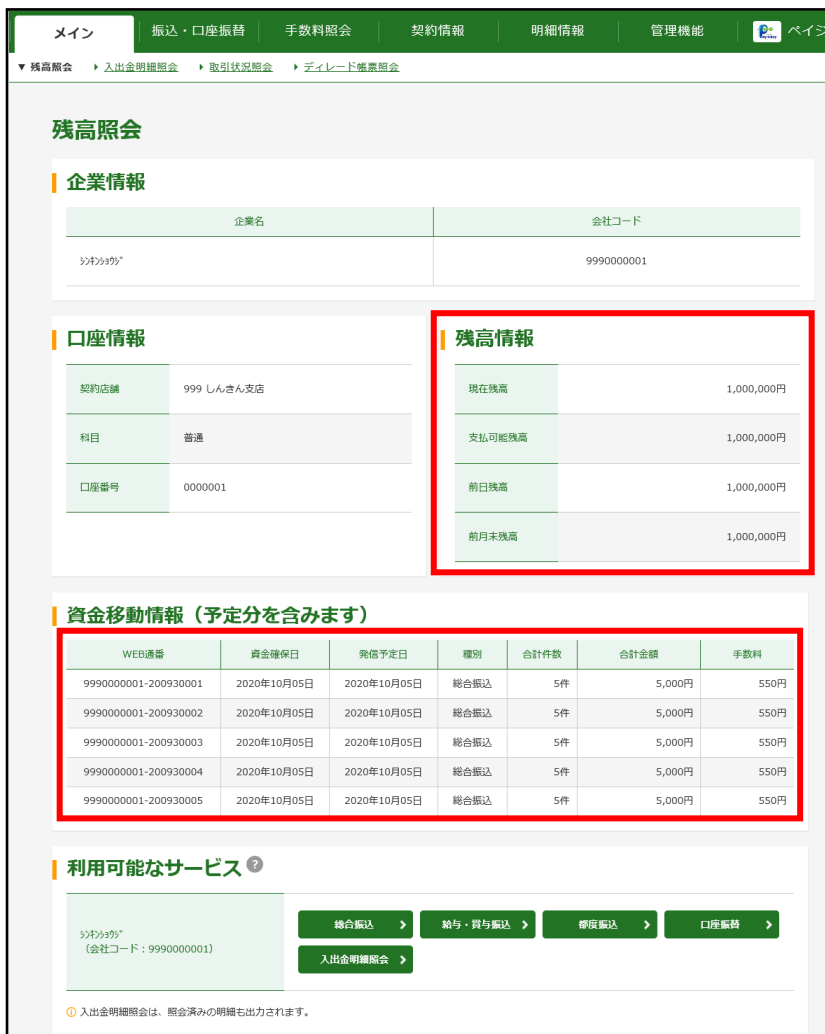 メイン 振込・口座振替 手数料照会 契約情報 明細情報 管理機能 Pay-easy ペイジ
▼ 残高照会 ▶ 入出金明細照会 ▶ 取引状況照会 ▶ ディレード帳票照会
残高照会
企業情報
企業名 会社コード
ｼﾝｷﾝｼｮｳｼﾞ 9990000001
口座情報
契約店舗 999 しんきん支店
科目 普通
口座番号 0000001
残高情報
現在残高 1,000,000円
支払可能残高 1,000,000円
前日残高 1,000,000円
前月末残高 1,000,000円
資金移動情報（予定分を含みます）
WEB通番 資金確保日 発信予定日 種別 合計件数 合計金額 手数料
9990000001-200930001 2020年10月05日 2020年10月05日 総合振込 5件 5,000円 550円
9990000001-200930002 2020年10月05日 2020年10月05日 総合振込 5件 5,000円 550円
9990000001-200930003 2020年10月05日 2020年10月05日 総合振込 5件 5,000円 550円
9990000001-200930004 2020年10月05日 2020年10月05日 総合振込 5件 5,000円 550円
9990000001-200930005 2020年10月05日 2020年10月05日 総合振込 5件 5,000円 550円
利用可能なサービス ?
ｼﾝｷﾝｼｮｳｼﾞ
（会社コード：9990000001）
総合振込 給与・賞与振込 都度振込 口座振替
入出金明細照会
入出金明細照会は、照会済みの明細も出力されます。